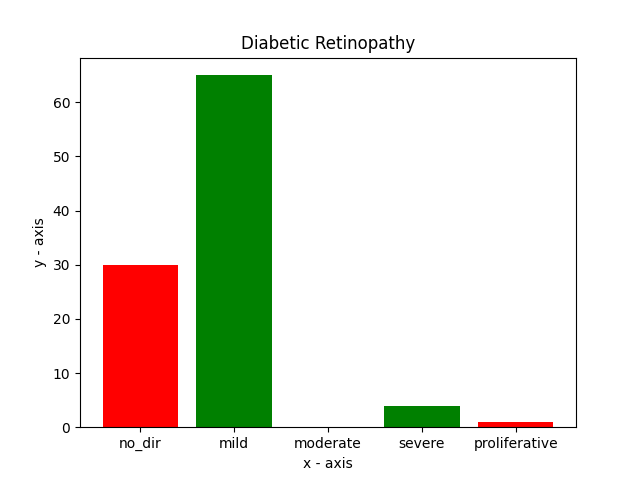 Diabetic Retinopathy
60
50
40
30
20
10
0
y - axis
no_dir mild moderate severe proliferative
x - axis